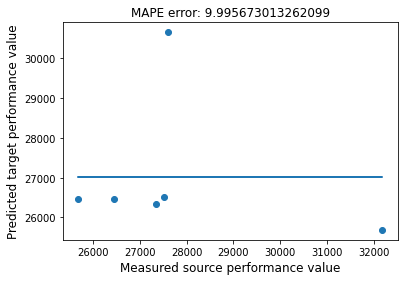 MAPE error: 9.995673013262099
Predicted target performance value
30000
29000
28000
27000
26000
26000 27000 28000 29000 30000 31000 32000
Measured source performance value